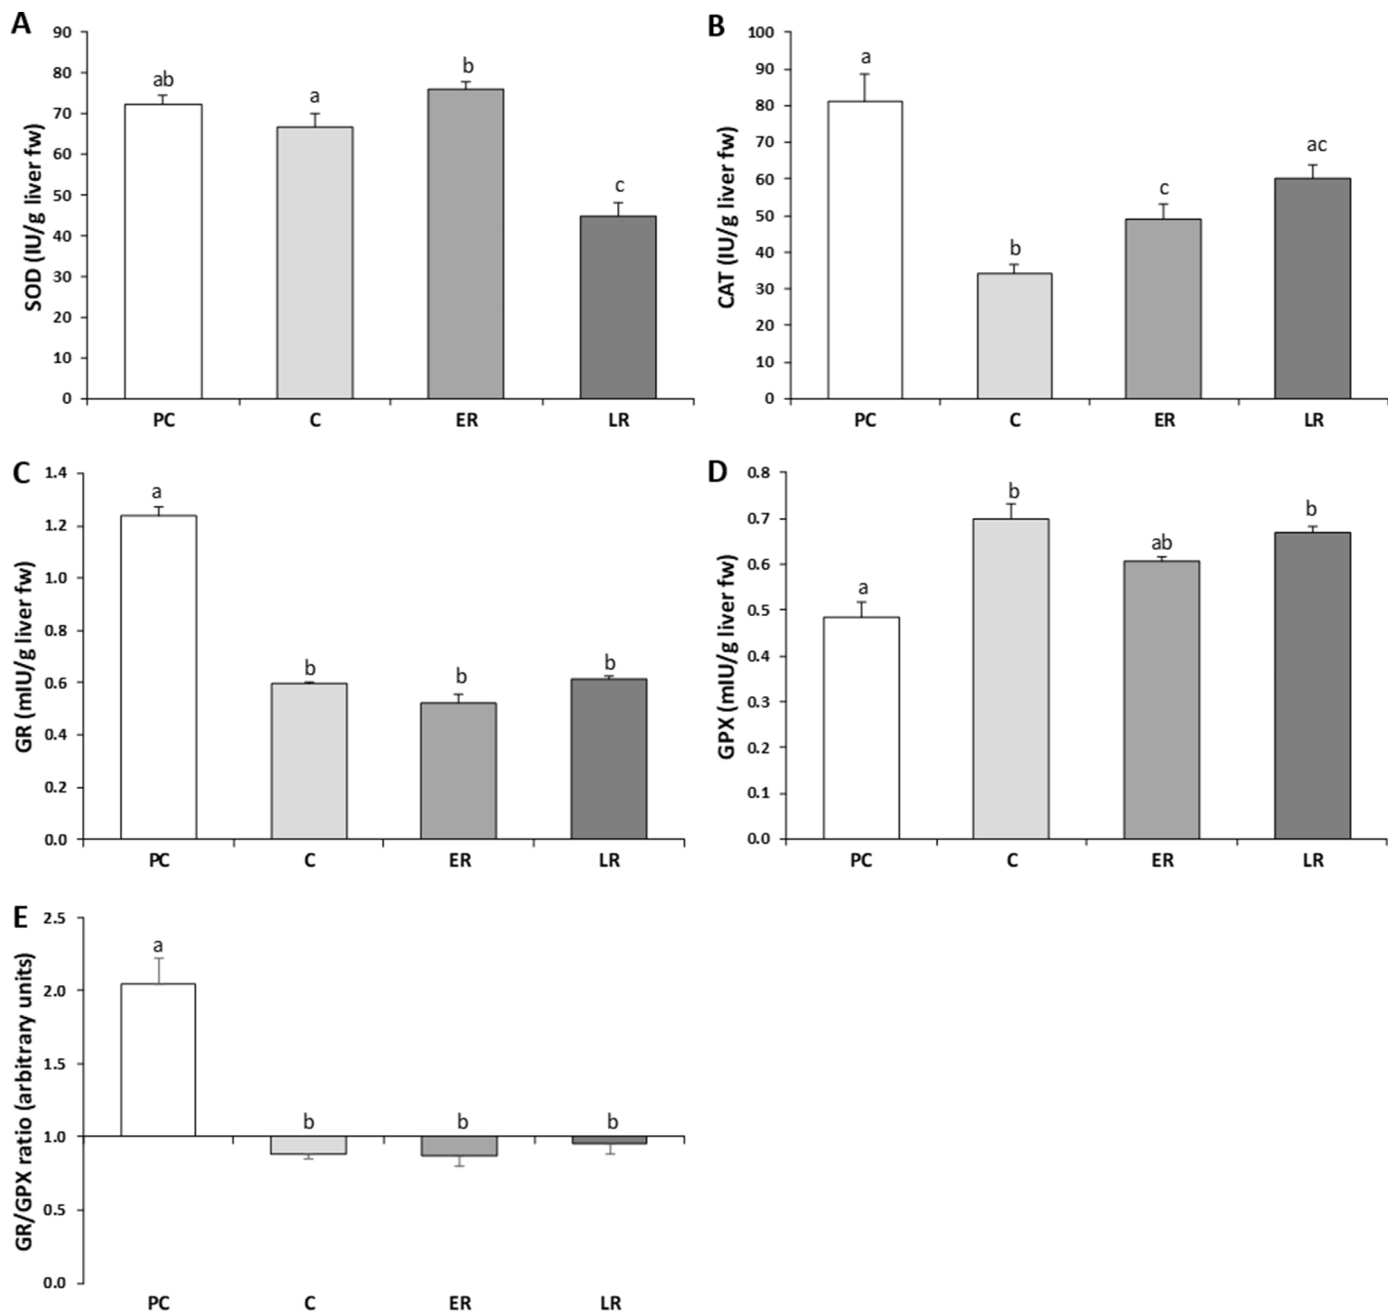 A
SOD (IU/g liver fw)
90
80
70
60
50
40
30
20
10
0
ab
a
b
c
PC C ER LR
B
CAT (IU/g liver fw)
100
90
80
70
60
50
40
30
20
10
0
a
b
c
ac
PC C ER LR
C
GR (mIU/g liver fw)
1.4
1.2
1.0
0.8
0.6
0.4
0.2
0.0
a
b
b
b
PC C ER LR
D
GPX (mIU/g liver fw)
0.8
0.7
0.6
0.5
0.4
0.3
0.2
0.1
0.0
a
b
ab
b
PC C ER LR
E
GR/GPX ratio (arbitrary units)
2.5
2.0
1.5
1.0
0.5
0.0
a
b
b
b
PC C ER LR